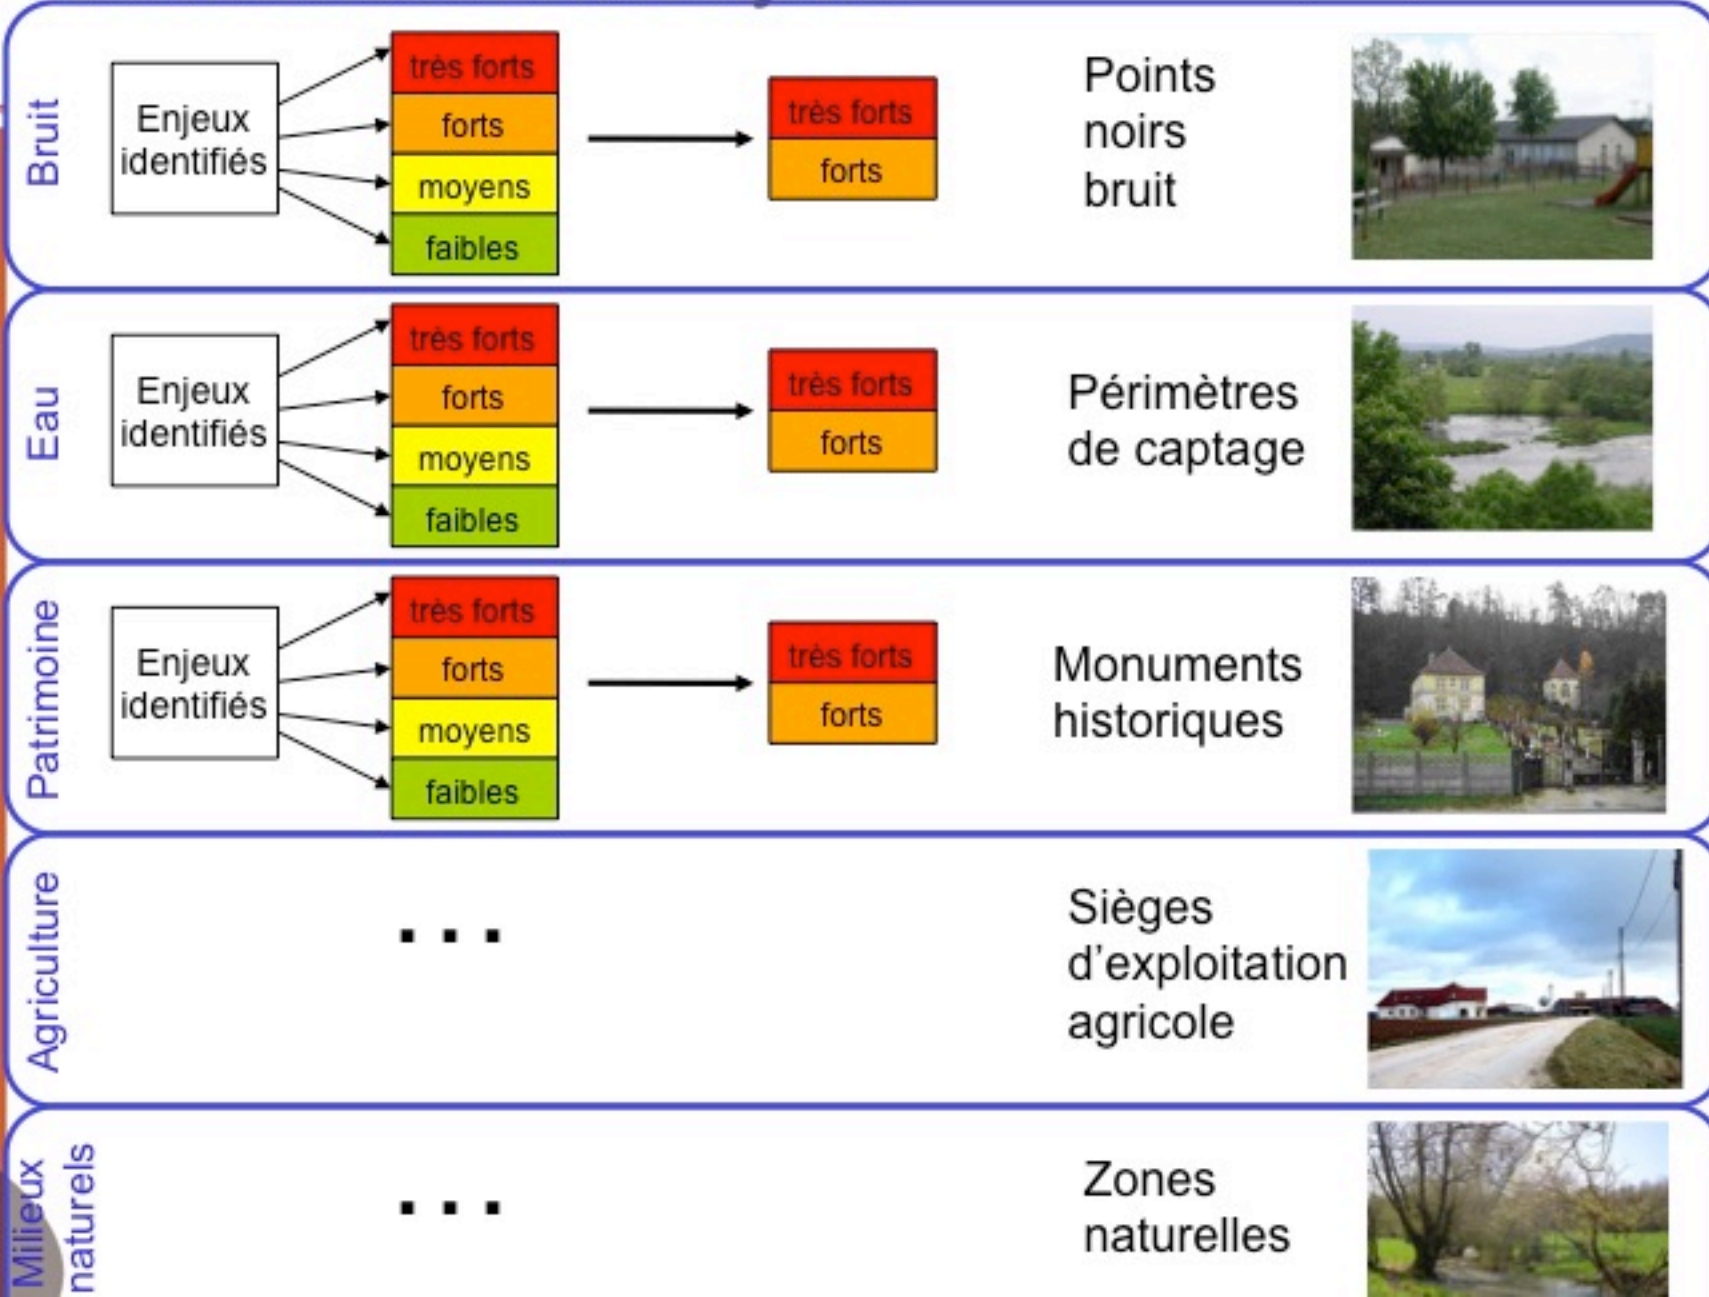 Bruit
Enjeux
identifiés
très forts
forts
moyens
faibles
très forts
forts
Points
noirs
bruit
Eau
Enjeux
identifiés
très forts
forts
moyens
faibles
très forts
forts
Périmètres
de captage
Patrimoine
Enjeux
identifiés
très forts
forts
moyens
faibles
très forts
forts
Monuments
historiques
Agriculture
...
Sièges
d'exploitation
agricole
Milieux
naturels
...
Zones
naturelles